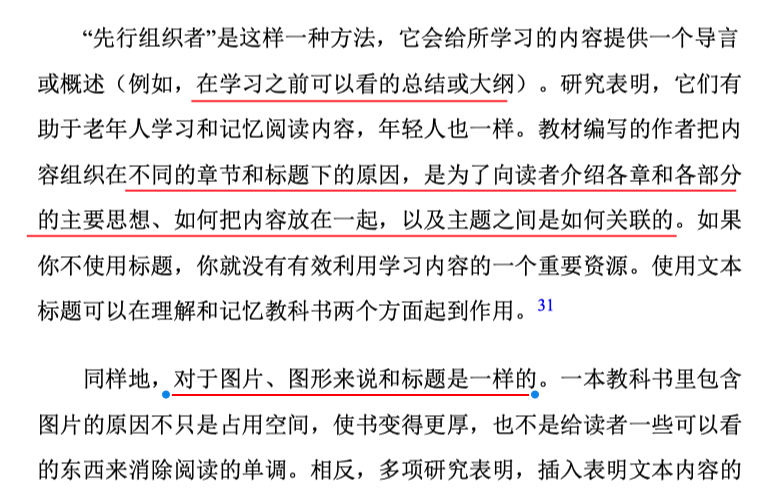 “先行组织者”是这样一种方法，它会给所学习的内容提供一个导言
或概述（例如，在学习之前可以看的总结或大纲）。研究表明，它们有
助于老年人学习和记忆阅读内容，年轻人也一样。教材编写的作者把内
容组织在不同的章节和标题下的原因，是为了向读者介绍各章和各部分
的主要思想、如何把内容放在一起，以及主题之间是如何关联的。如果
你不使用标题，你就没有有效利用学习内容的一个重要资源。使用文本
标题可以在理解和记忆教科书两个方面起到作用。31
同样地，对于图片、图形来说和标题是一样的。一本教科书里包含
图片的原因不只是占用空间，使书变得更厚，也不是给读者一些可以看
的东西来消除阅读的单调。相反，多项研究表明，插入表明文本内容的